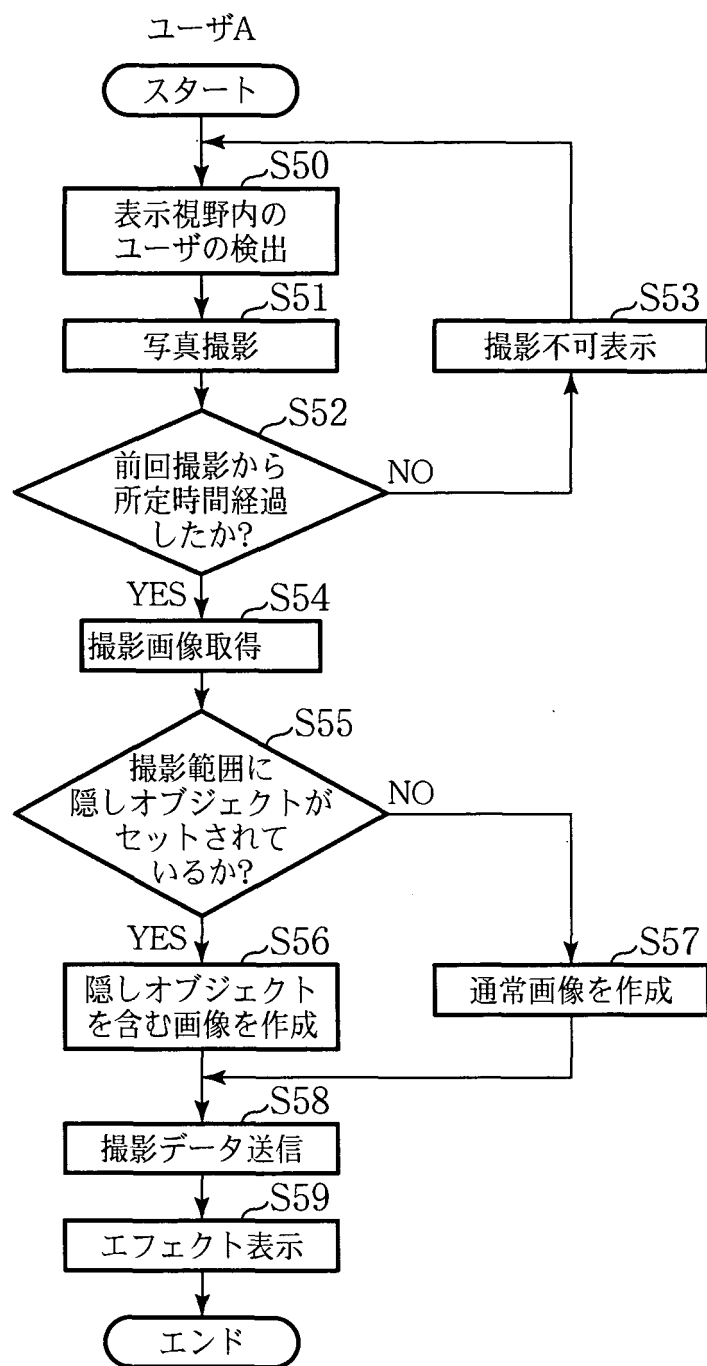 ユーザA
スタート
S50
表示視野内の
ユーザの検出
S51
写真撮影
S53
撮影不可表示
S52
前回撮影から
所定時間経過
したか?
NO
YES
S54
撮影画像取得
S55
撮影範囲に
隠しオブジェクトが
セットされて
いるか?
NO
YES
S56
隠しオブジェクト
を含む画像を作成
S57
通常画像を作成
S58
撮影データ送信
S59
エフェクト表示
エンド